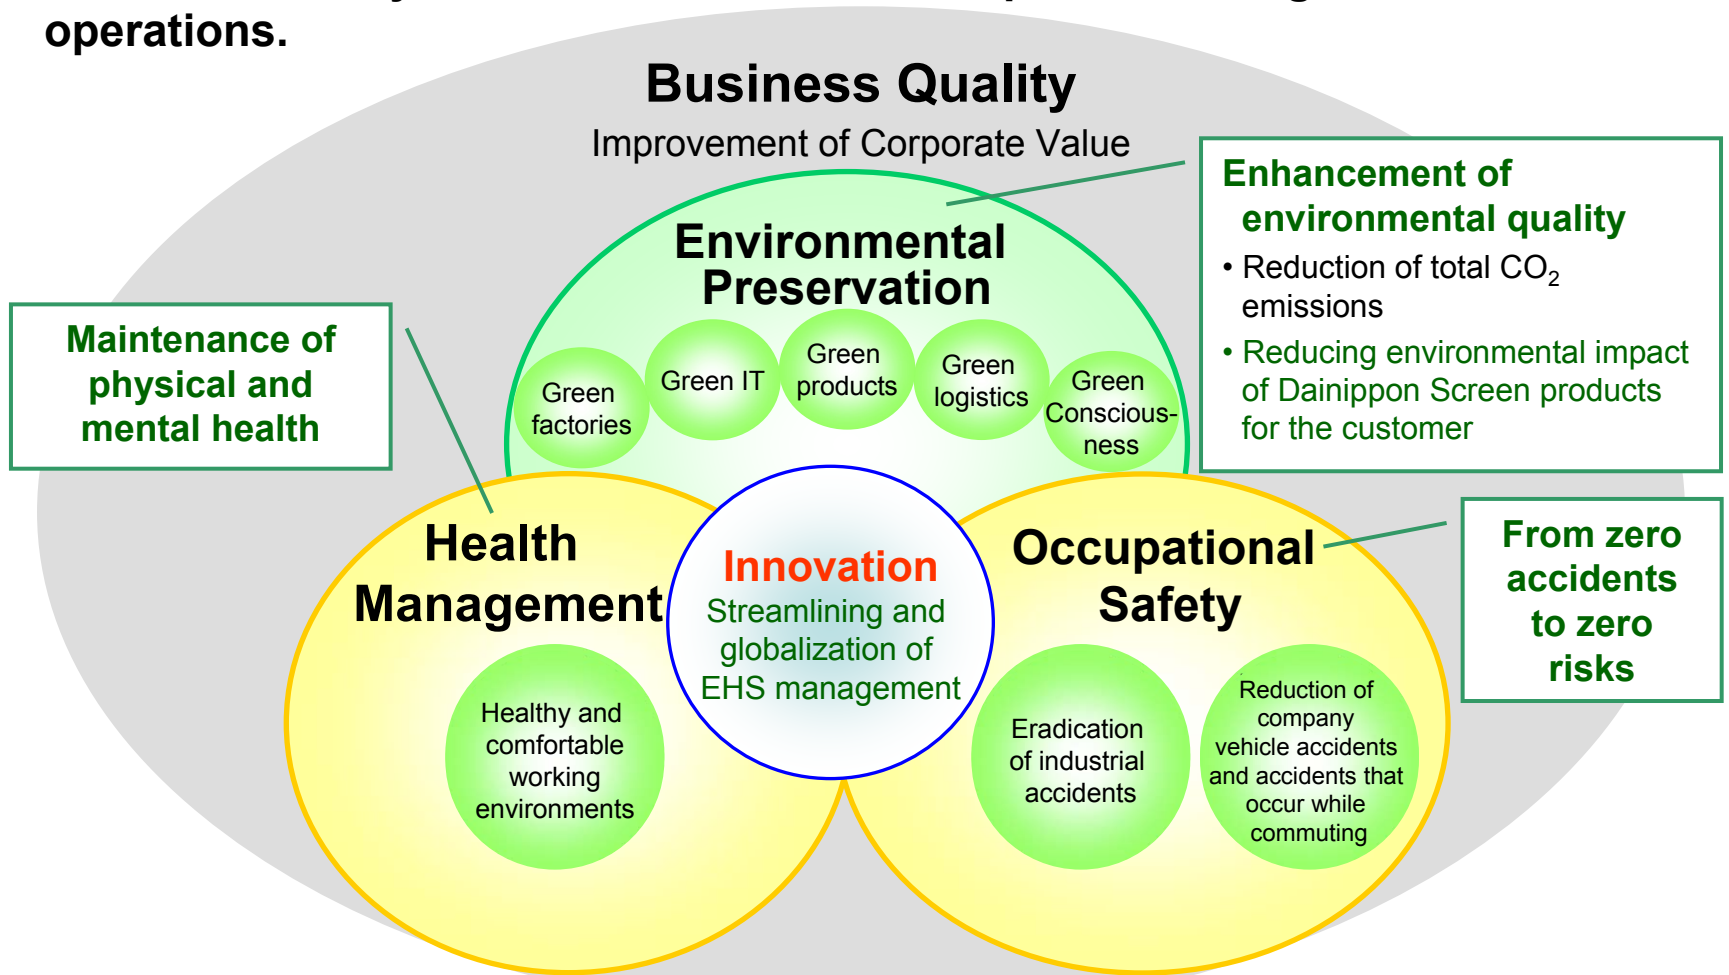 operations.
Business Quality
Improvement of Corporate Value
Enhancement of
environmental quality
• Reduction of total CO₂
emissions
• Reducing environmental impact
of Dainippon Screen products
for the customer
Environmental
Preservation
Green
factories
Green IT
Green
products
Green
logistics
Green
Conscious-
ness
Maintenance of
physical and
mental health
Health
Management
Healthy and
comfortable
working
environments
Innovation
Streamlining and
globalization of
EHS management
Occupational
Safety
Eradication
of industrial
accidents
Reduction of
company
vehicle accidents
and accidents that
occur while
commuting
From zero
accidents
to zero
risks